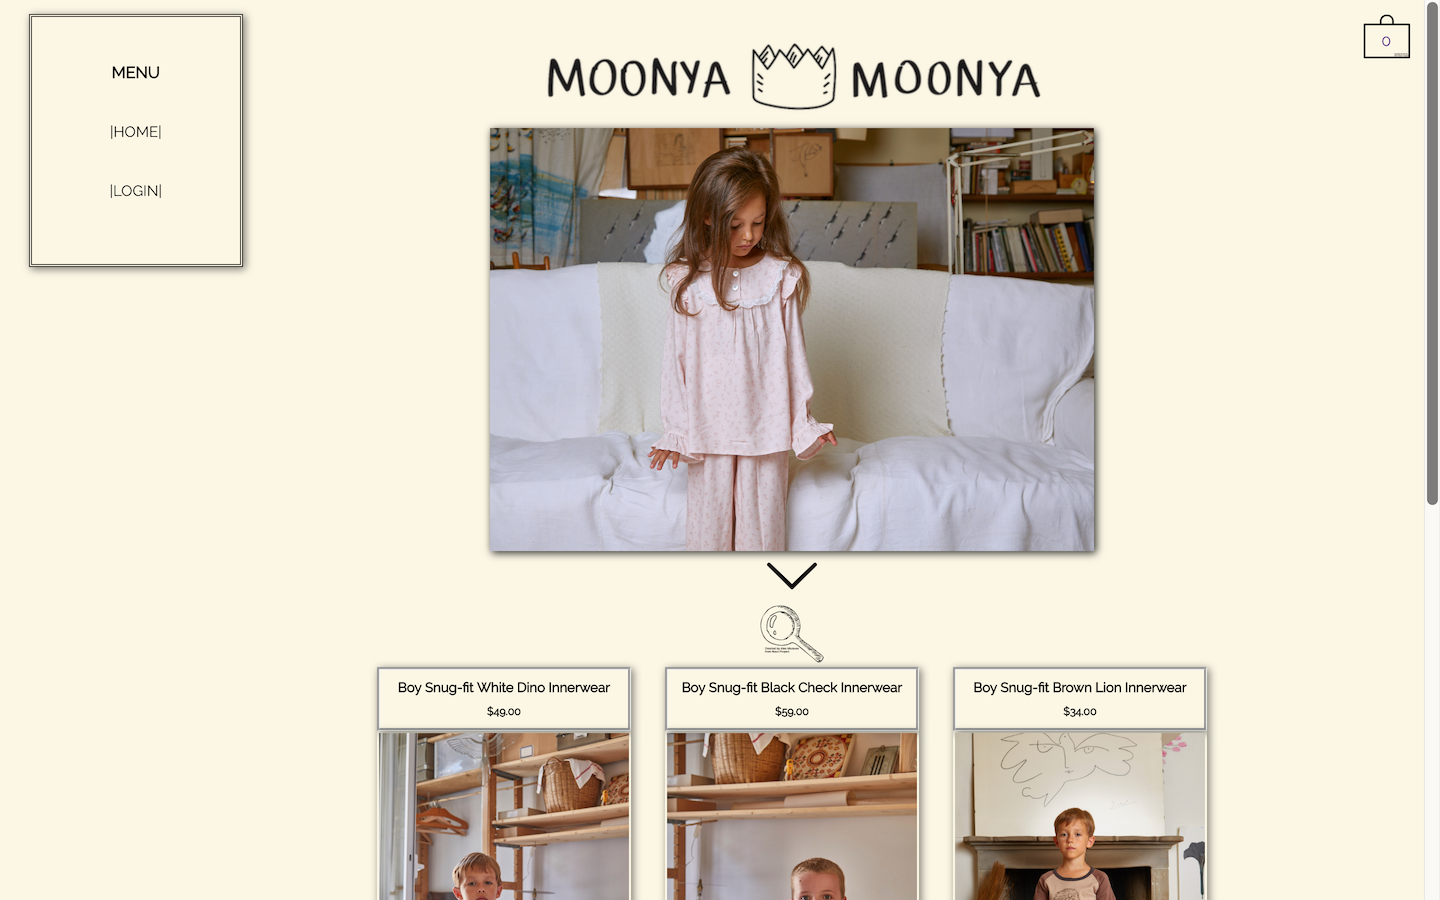 MENU
|HOME|
|LOGIN|
MOONYA MOONYA
0
Boy Snug-fit White Dino Innerwear
$49.00
Boy Snug-fit Black Check Innerwear
$59.00
Boy Snug-fit Brown Lion Innerwear
$34.00